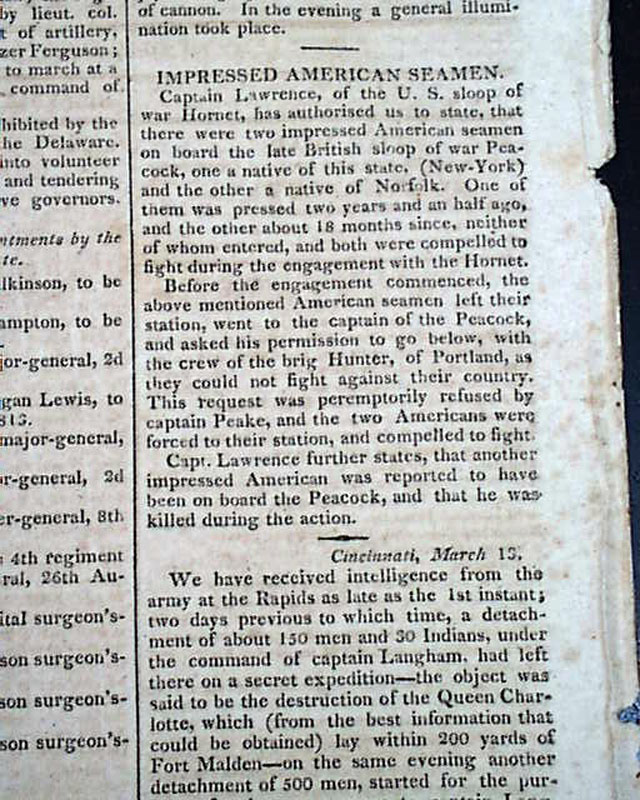 by lieut. col.
t of artillery,
zer Ferguson;
to march at a
command of
hibited by the
he Delaware.
into volunteer
and tendering
ve governors.
ntments by the
te.
lkinson, to be
ampton, to be
jor-general, 2d
gan Lewis, to
813.
major-general,
r-general, 2d
er-general, 8th
4th regiment
ral, 26th Au-
ital surgeon's-
son surgeon's-
son surgeon's-
son surgeon's-
of cannon. In the evening a general illumi-
nation took place.
IMPRESSED AMERICAN SEAMEN.
Captain Lawrence, of the U. S. sloop of
war Hornet, has authorised us to state, that
there were two impressed American seamen
on board the late British sloop of war Pea-
cock, one a native of this state, (New-York)
and the other a native of Norfolk. One of
them was pressed two years and an half ago,
and the other about 18 months since, neither
of whom entered, and both were compelled to
fight during the engagement with the Hornet.
Before the engagement commenced, the
above mentioned American seamen left their
station, went to the captain of the Peacock,
and asked his permission to go below, with
the crew of the brig Hunter, of Portland, as
they could not fight against their country.
This request was peremptorily refused by
captain Peake, and the two Americans were
forced to their station, and compelled to fight.
Capt. Lawrence further states, that another
impressed American was reported to have
been on board the Peacock, and that he was
killed during the action.
Cincinnati, March 13.
We have received intelligence from the
army at the Rapids as late as the 1st instant;
two days previous to which time, a detach-
ment of about 150 men and 30 Indians, under
the command of captain Langham, had left
there on a secret expedition—the object was
said to be the destruction of the Queen Char-
lotte, which (from the best information that
could be obtained) lay within 200 yards of
Fort Malden—on the same evening another
detachment of 500 men, started for the pur-